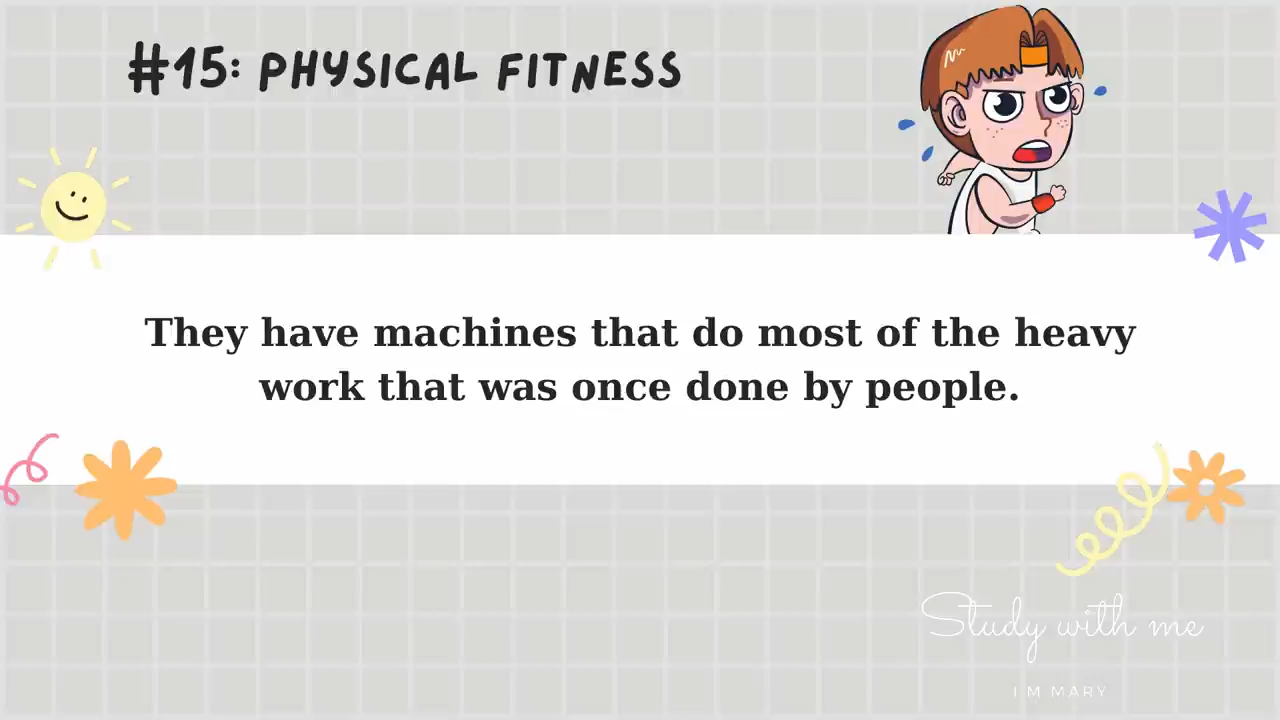 #15: PHYSICAL FITNESS
They have machines that do most of the heavy
work that was once done by people.
Study with me
I M MARY